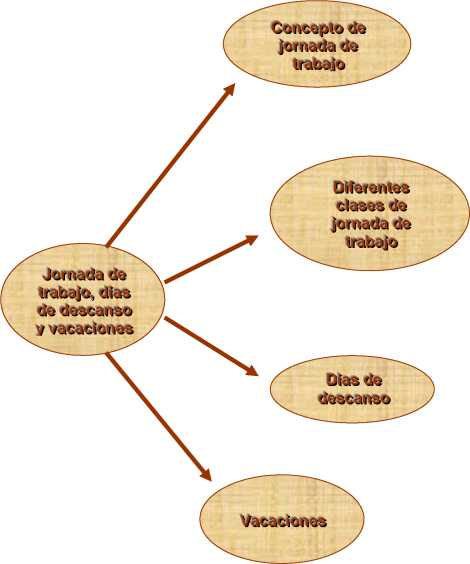 Concepto de
jornada de
trabajo
Diferentes
clases de
jornada de
trabajo
Jornada de
trabajo, días
de descanso
y vacaciones
Días de
descanso
Vacaciones